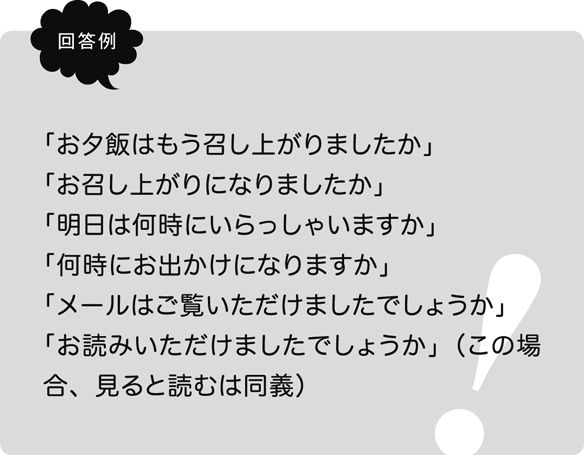 回答例
「お夕飯はもう召し上がりましたか」
「お召し上がりになりましたか」
「明日は何時にいらっしゃいますか」
「何時にお出かけになりますか」
「メールはご覧いただけましたでしょうか」
「お読みいただけましたでしょうか」（この場
合、見ると読むは同義）